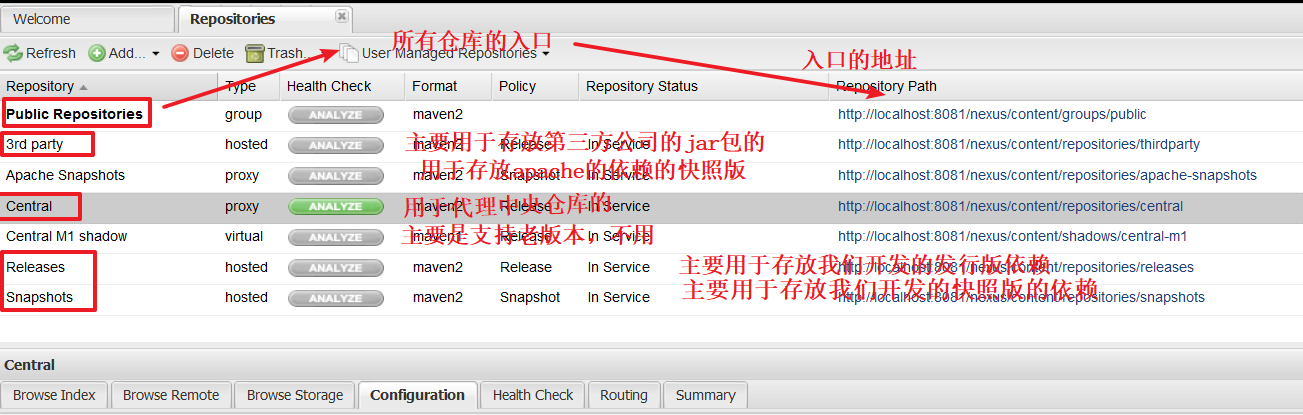 Welcome
Repositories
Refresh Add... Delete Trash... User Managed Repositories
所有仓库的入口
入口的地址
Repository Type Health Check Format Policy Repository Status Repository Path
Public Repositories group ANALYZE maven2 http://localhost:8081/nexus/content/groups/public
3rd party hosted ANALYZE maven2 Release In Service http://localhost:8081/nexus/content/repositories/thirdparty
主要用于存放第三方公司的jar包的
Apache Snapshots proxy ANALYZE maven2 Snapshot In Service http://localhost:8081/nexus/content/repositories/apache-snapshots
用于存放apache的依赖的快照版
Central proxy ANALYZE maven2 Release In Service http://localhost:8081/nexus/content/repositories/central
用于代理中央仓库的
Central M1 shadow virtual ANALYZE maven1 Release In Service http://localhost:8081/nexus/content/shadows/central-m1
主要是支持老版本，不用
Releases hosted ANALYZE maven2 Release In Service http://localhost:8081/nexus/content/repositories/releases
主要用于存放我们开发的发行版依赖
Snapshots hosted ANALYZE maven2 Snapshot In Service http://localhost:8081/nexus/content/repositories/snapshots
主要用于存放我们开发的快照版的依赖
Central
Browse Index Browse Remote Browse Storage Configuration Health Check Routing Summary